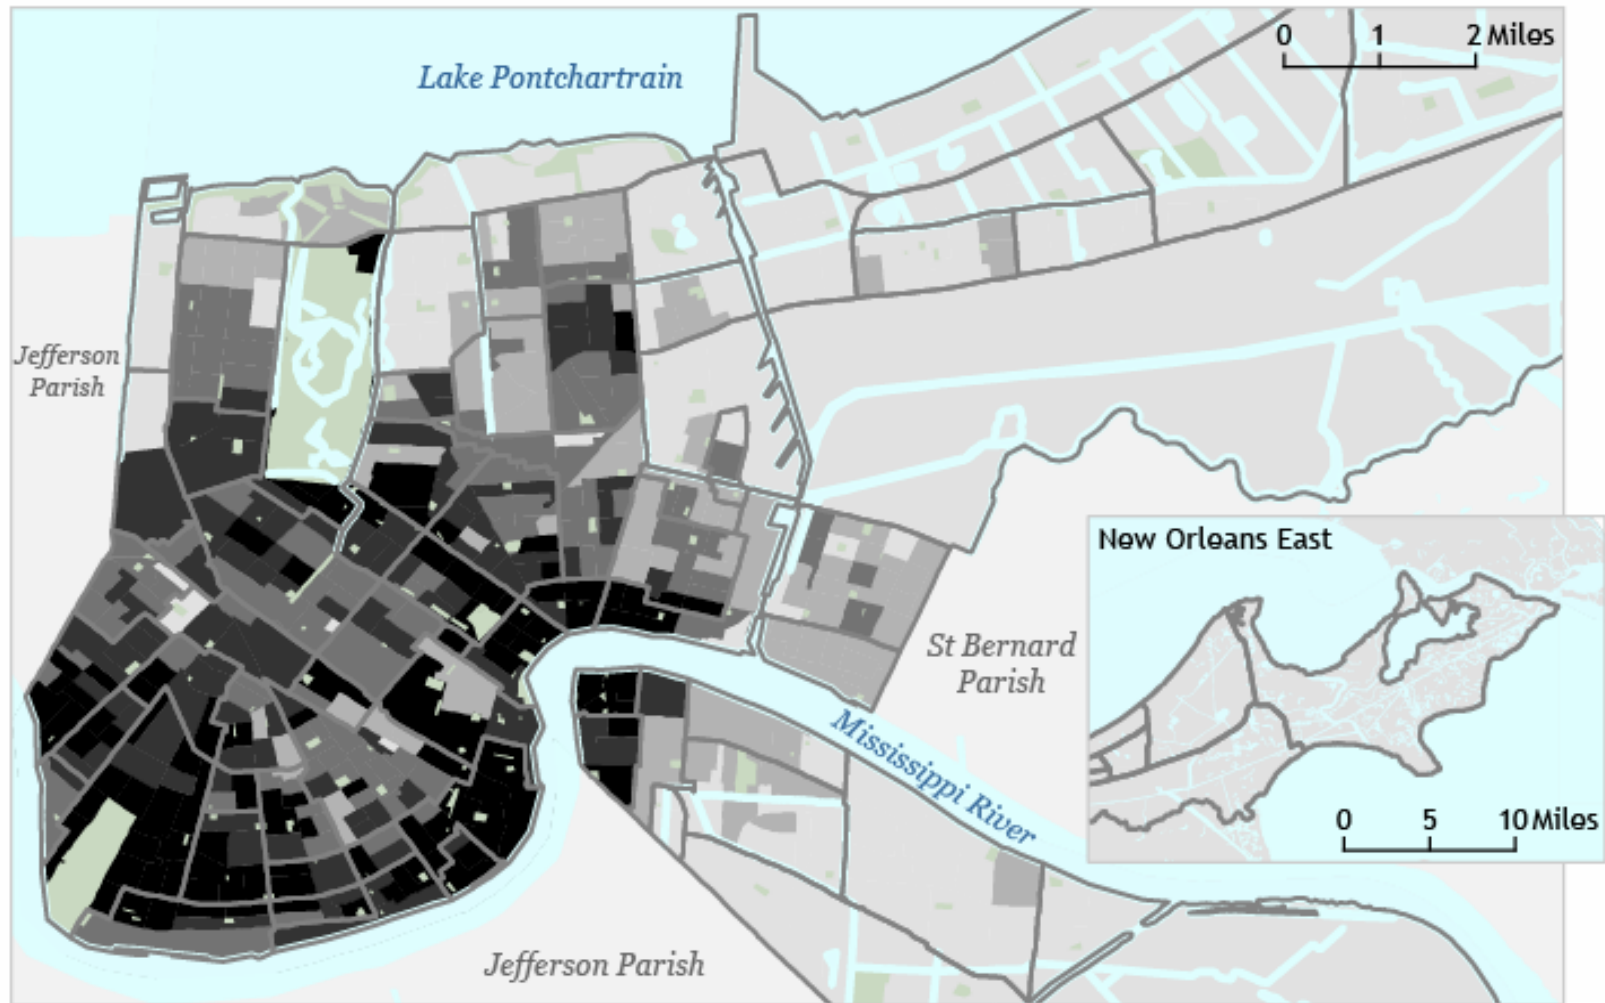 0 1 2 Miles
Lake Pontchartrain
Jefferson
Parish
New Orleans East
St Bernard
Parish
Mississippi River
0 5 10 Miles
Jefferson Parish